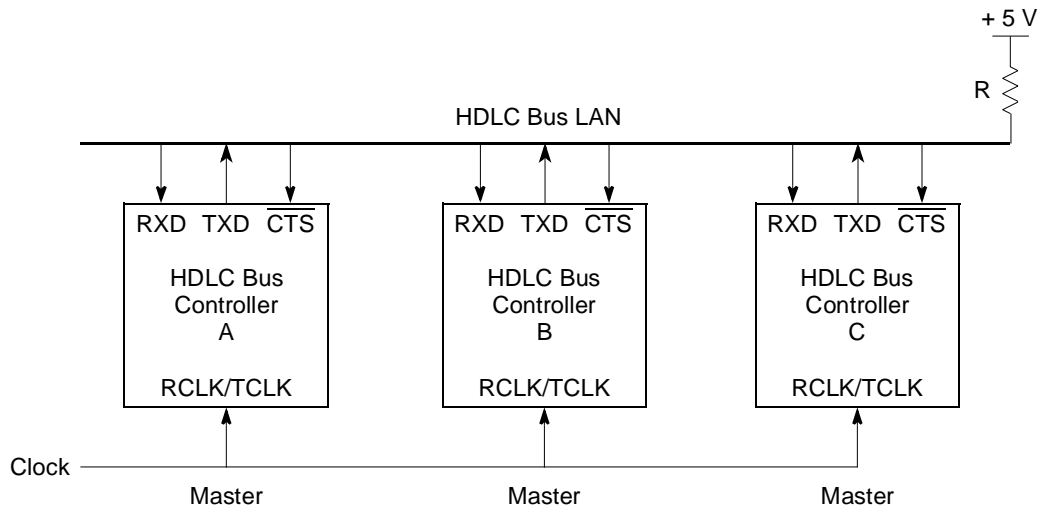 + 5 V
R
HDLC Bus LAN
RXD TXD CTS
HDLC Bus
Controller
A
RCLK/TCLK
RXD TXD CTS
HDLC Bus
Controller
B
RCLK/TCLK
RXD TXD CTS
HDLC Bus
Controller
C
RCLK/TCLK
Clock
Master
Master
Master